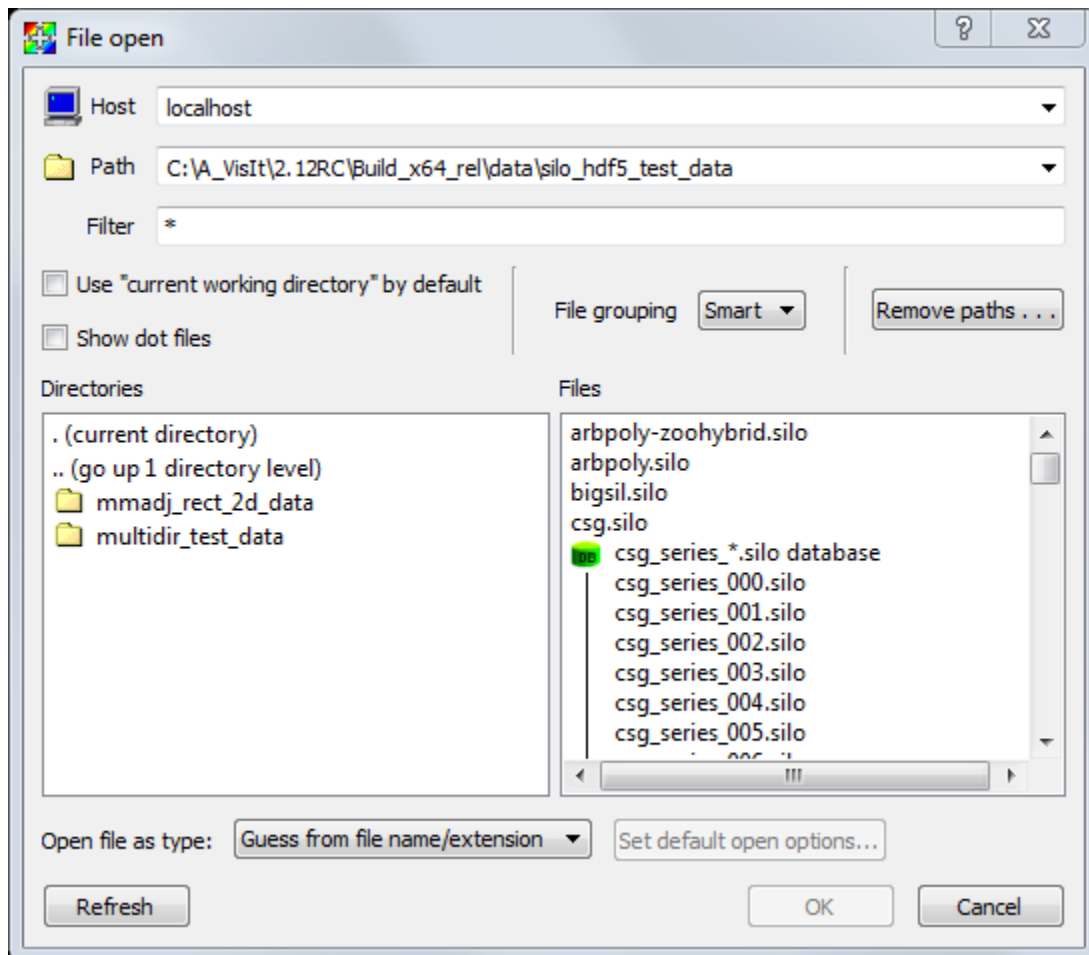 File open
Host localhost
Path C:\A_VisIt\2.12RC\Build_x64_rel\data\silo_hdf5_test_data
Filter *
Use "current working directory" by default
Show dot files
File grouping Smart
Remove paths . . .
Directories
. (current directory)
.. (go up 1 directory level)
mmadj_rect_2d_data
multidir_test_data
Files
arbpoly-zoohybrid.silo
arbpoly.silo
bigsil.silo
csg.silo
DB csg_series_*.silo database
csg_series_000.silo
csg_series_001.silo
csg_series_002.silo
csg_series_003.silo
csg_series_004.silo
csg_series_005.silo
Open file as type: Guess from file name/extension
Set default open options...
Refresh
OK
Cancel